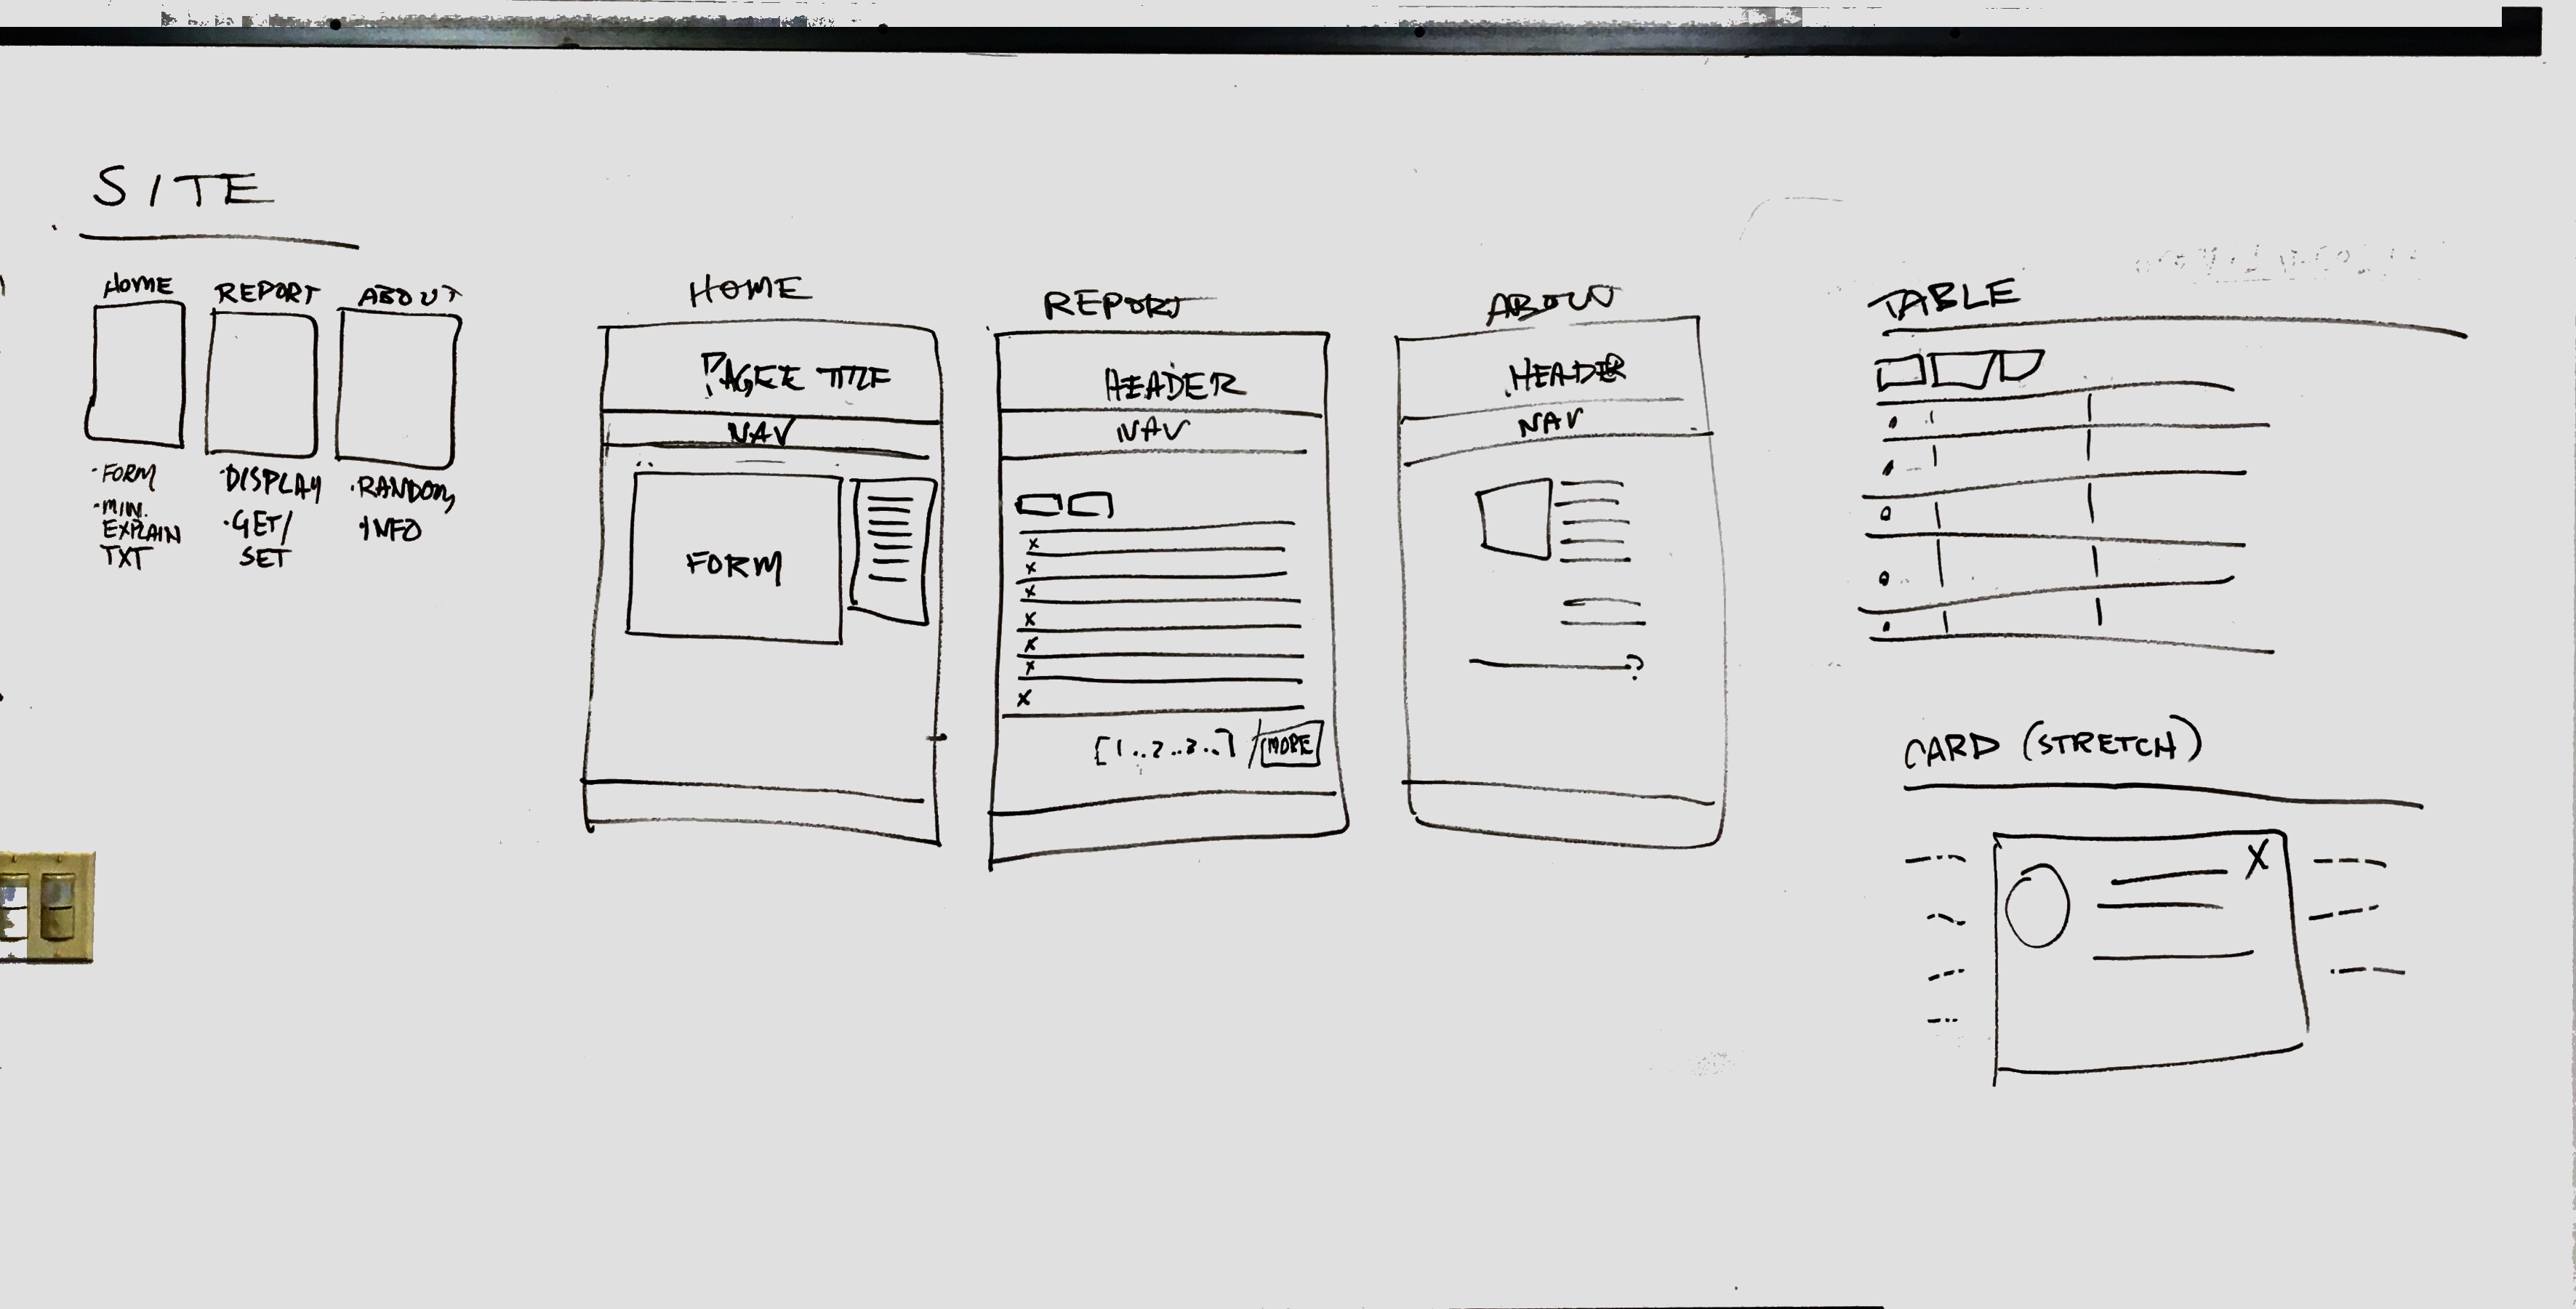 SITE
HOME
REPORT
ABOUT
·FORM
·MIN.
EXPLAIN
TXT
·DISPLAY
·GET/
SET
·RANDOM
·INFO
HOME
PAGEE TITLE
NAV
FORM
REPORT
HEADER
NAV
x
x
x
x
x
x
x
[1..2..3..] / MORE
ABOUT
HEADER
NAV
?
TABLE
CARD (STRETCH)
X